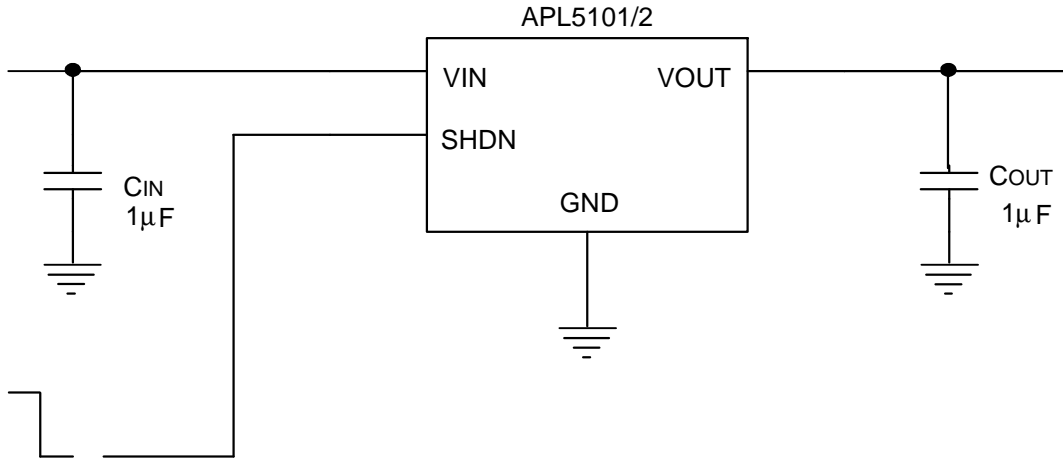 APL5101/2
VIN
VOUT
SHDN
GND
CIN
1μF
COUT
1μF